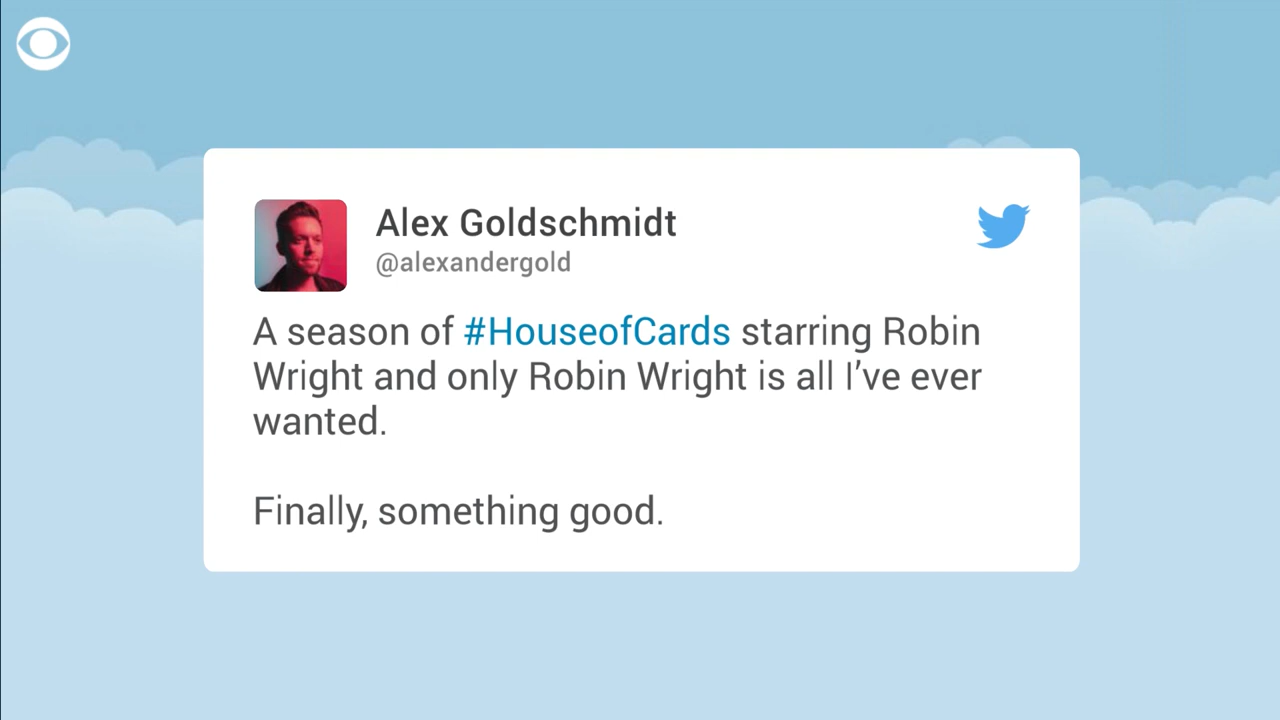 Alex Goldschmidt
@alexandergold
A season of #HouseofCards starring Robin
Wright and only Robin Wright is all I've ever
wanted.
Finally, something good.